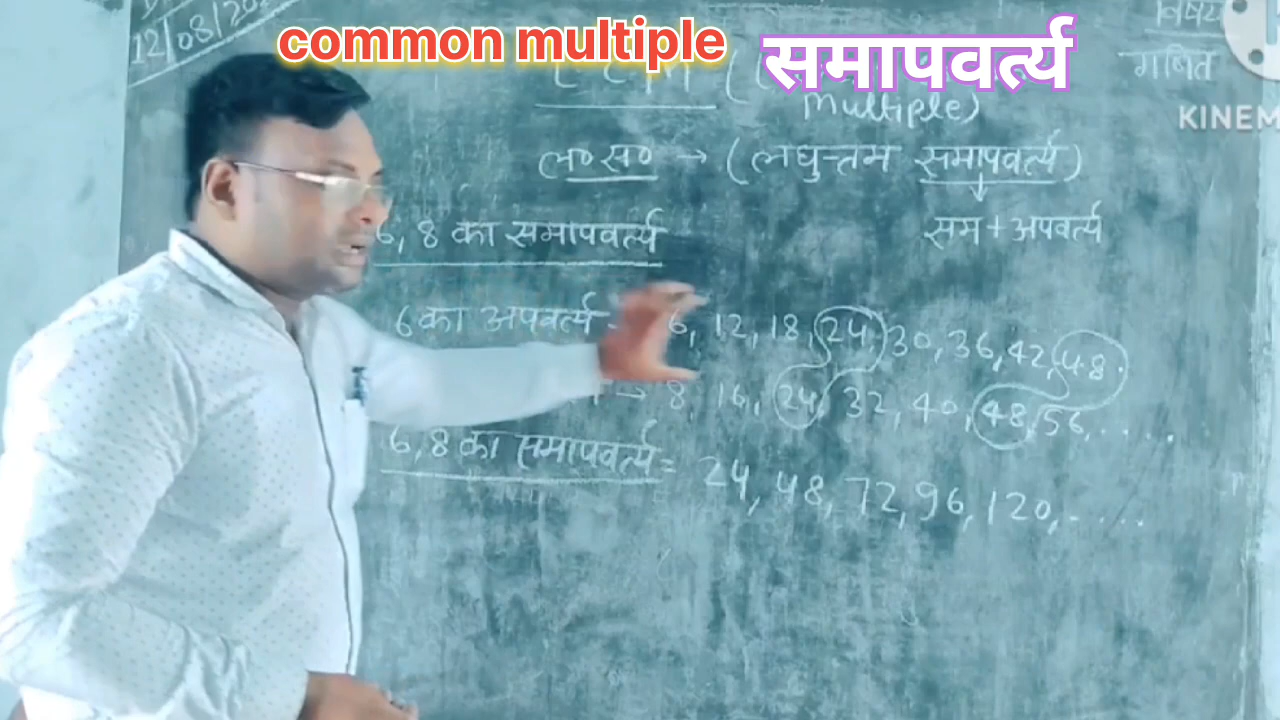 12/08/20
common multiple
समापवर्त्य
विषय
गणित
KINEM
Multiple)
ल०स० → (लघुत्तम समापवर्त्य)
सम + अपवर्त्य
6, 8 का समापवर्त्य
6 का अपवर्त्य - 6, 12, 18, 24, 30, 36, 42, 48.
→ 8, 16, 24, 32, 40, 48, 56, .....
6, 8 का समापवर्त्य = 24, 48, 72, 96, 120, ....